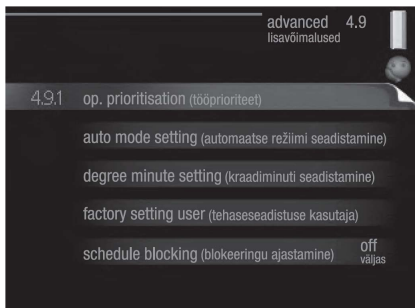 advanced 4.9
lisavõimalused
4.9.1 op. prioritisation (tööprioriteet)
auto mode setting (automaatse režiimi seadistamine)
degree minute setting (kraadiminuti seadistamine)
factory setting user (tehaseseadistuse kasutaja)
schedule blocking (blokeeringu ajastamine) off
väljas